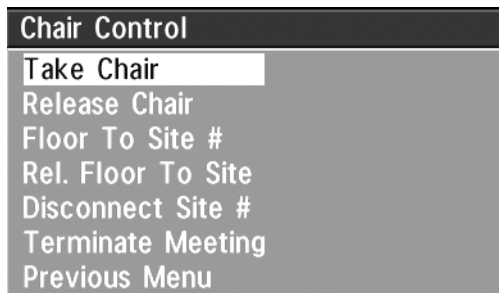 Chair Control
Take Chair
Release Chair
Floor To Site #
Rel. Floor To Site
Disconnect Site #
Terminate Meeting
Previous Menu